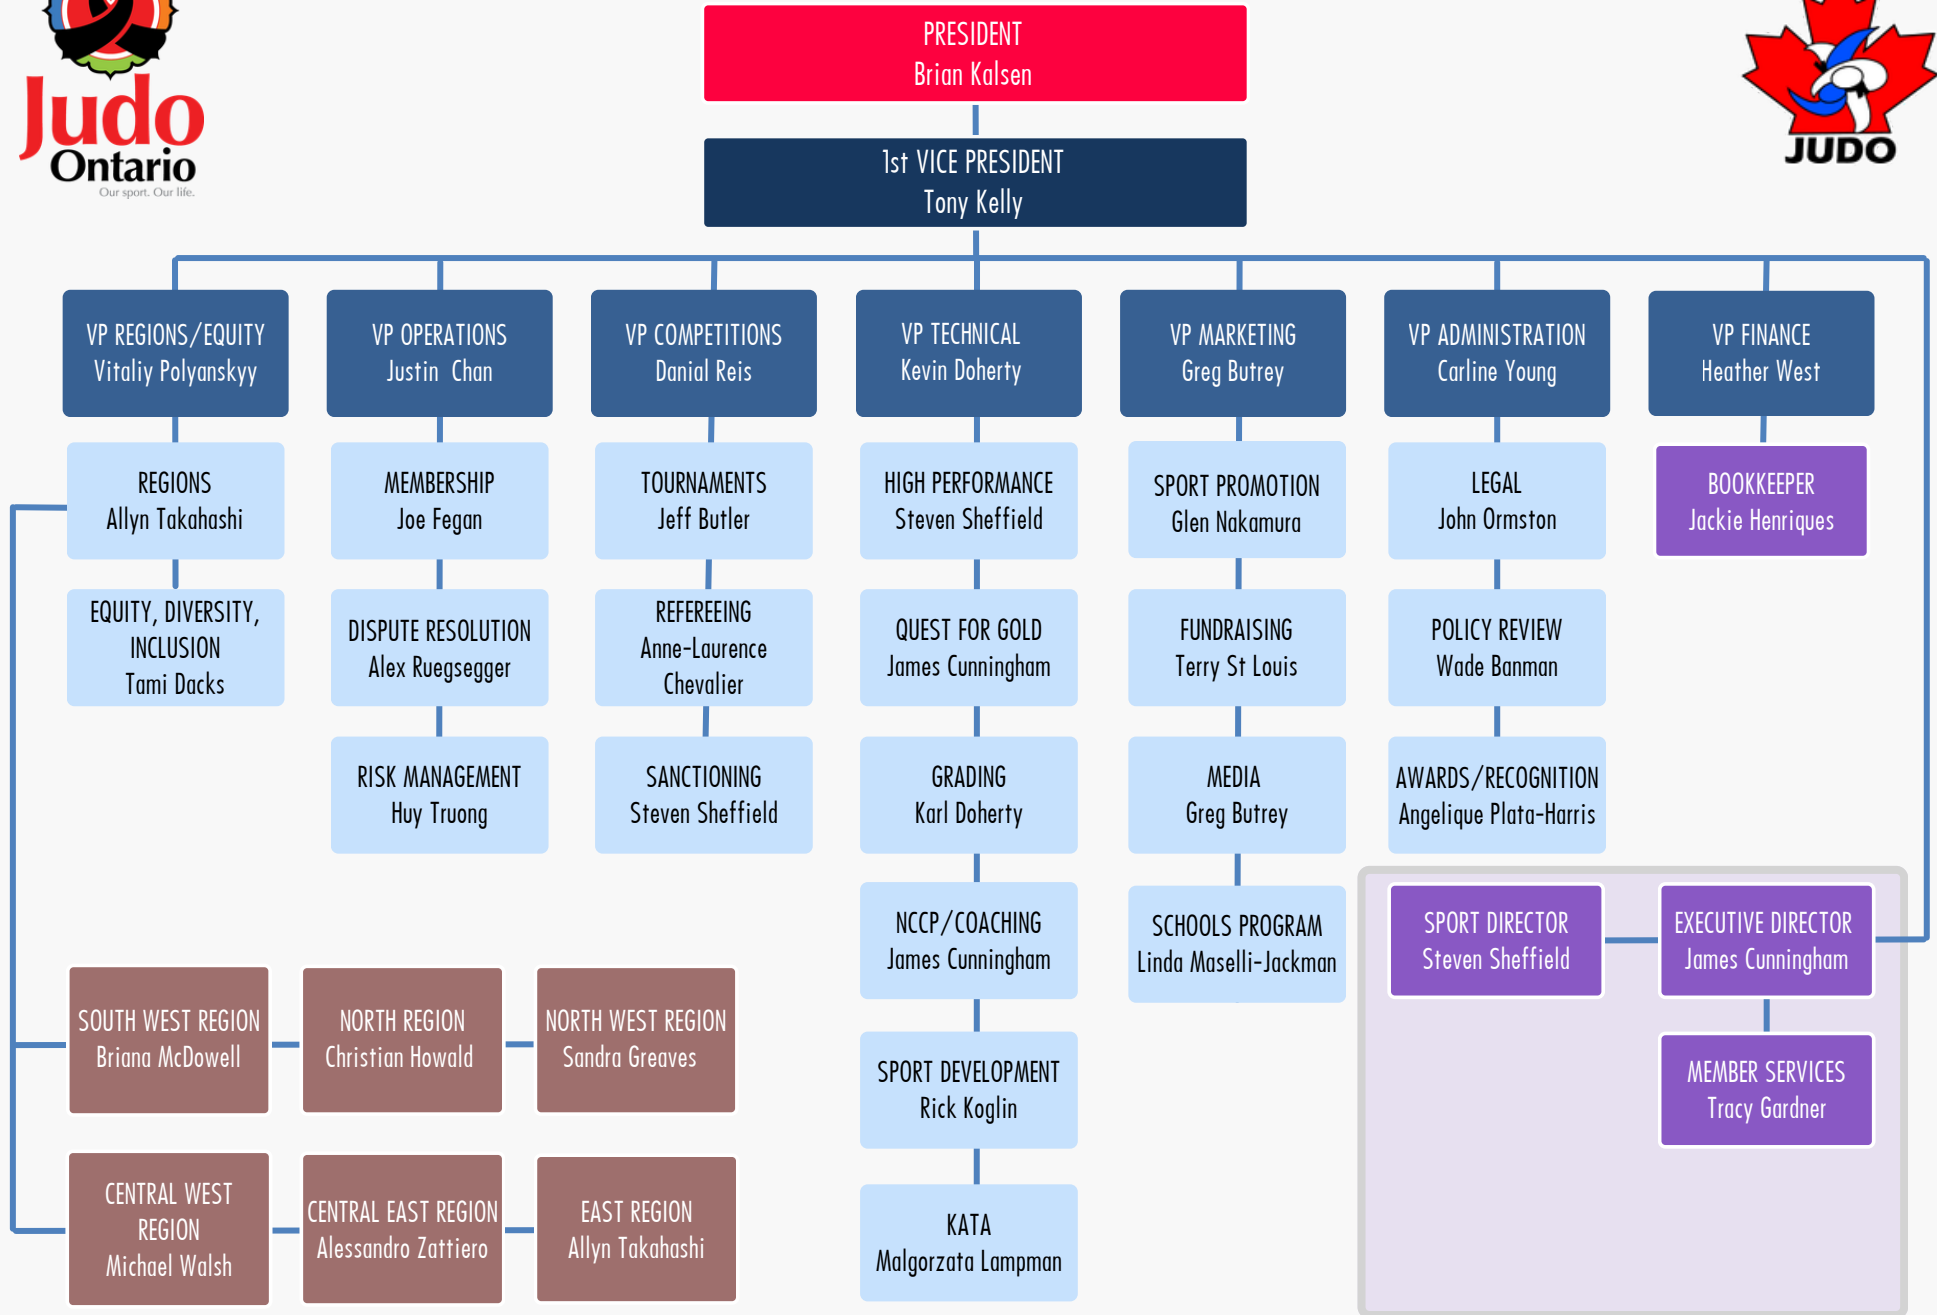 Judo
Ontario
Our sport. Our life.
PRESIDENT
Brian Kalsen
JUDO
1st VICE PRESIDENT
Tony Kelly
VP REGIONS/EQUITY
Vitaliy Polyanskyy
VP OPERATIONS
Justin Chan
VP COMPETITIONS
Danial Reis
VP TECHNICAL
Kevin Doherty
VP MARKETING
Greg Butrey
VP ADMINISTRATION
Carline Young
VP FINANCE
Heather West
REGIONS
Allyn Takahashi
MEMBERSHIP
Joe Fegan
TOURNAMENTS
Jeff Butler
HIGH PERFORMANCE
Steven Sheffield
SPORT PROMOTION
Glen Nakamura
LEGAL
John Ormston
BOOKKEEPER
Jackie Henriques
EQUITY, DIVERSITY,
INCLUSION
Tami Dacks
DISPUTE RESOLUTION
Alex Ruegsegger
REFEREEING
Anne-Laurence
Chevalier
QUEST FOR GOLD
James Cunningham
FUNDRAISING
Terry St Louis
POLICY REVIEW
Wade Banman
RISK MANAGEMENT
Huy Truong
SANCTIONING
Steven Sheffield
GRADING
Karl Doherty
MEDIA
Greg Butrey
AWARDS/RECOGNITION
Angelique Plata-Harris
NCCP/COACHING
James Cunningham
SCHOOLS PROGRAM
Linda Maselli-Jackman
SPORT DIRECTOR
Steven Sheffield
EXECUTIVE DIRECTOR
James Cunningham
SOUTH WEST REGION
Briana McDowell
NORTH REGION
Christian Howald
NORTH WEST REGION
Sandra Greaves
SPORT DEVELOPMENT
Rick Koglin
MEMBER SERVICES
Tracy Gardner
CENTRAL WEST
REGION
Michael Walsh
CENTRAL EAST REGION
Alessandro Zattiero
EAST REGION
Allyn Takahashi
KATA
Malgorzata Lampman